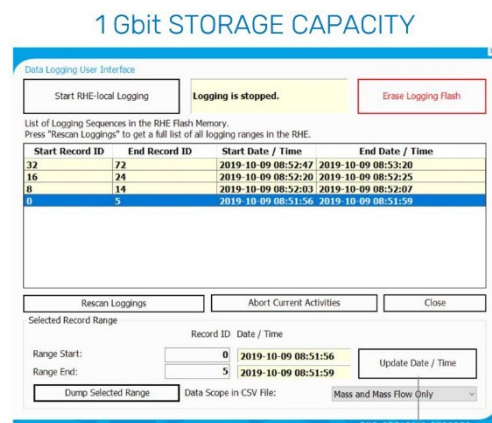 1 Gbit STORAGE CAPACITY
Data Logging User Interface
Start RHE-local Logging
Logging is stopped.
Erase Logging Flash
List of Logging Sequences in the RHE Flash Memory.
Press "Rescan Loggings" to get a full list of all logging ranges in the RHE.
Start Record ID End Record ID Start Date / Time End Date / Time
32 72 2019-10-09 08:52:47 2019-10-09 08:53:20
16 24 2019-10-09 08:52:20 2019-10-09 08:52:25
8 14 2019-10-09 08:52:03 2019-10-09 08:52:07
0 5 2019-10-09 08:51:56 2019-10-09 08:51:59
Rescan Loggings
Abort Current Activities
Close
Selected Record Range
Record ID Date / Time
Range Start: 0 2019-10-09 08:51:56
Range End: 5 2019-10-09 08:51:59
Update Date / Time
Dump Selected Range
Data Scope in CSV File:
Mass and Mass Flow Only